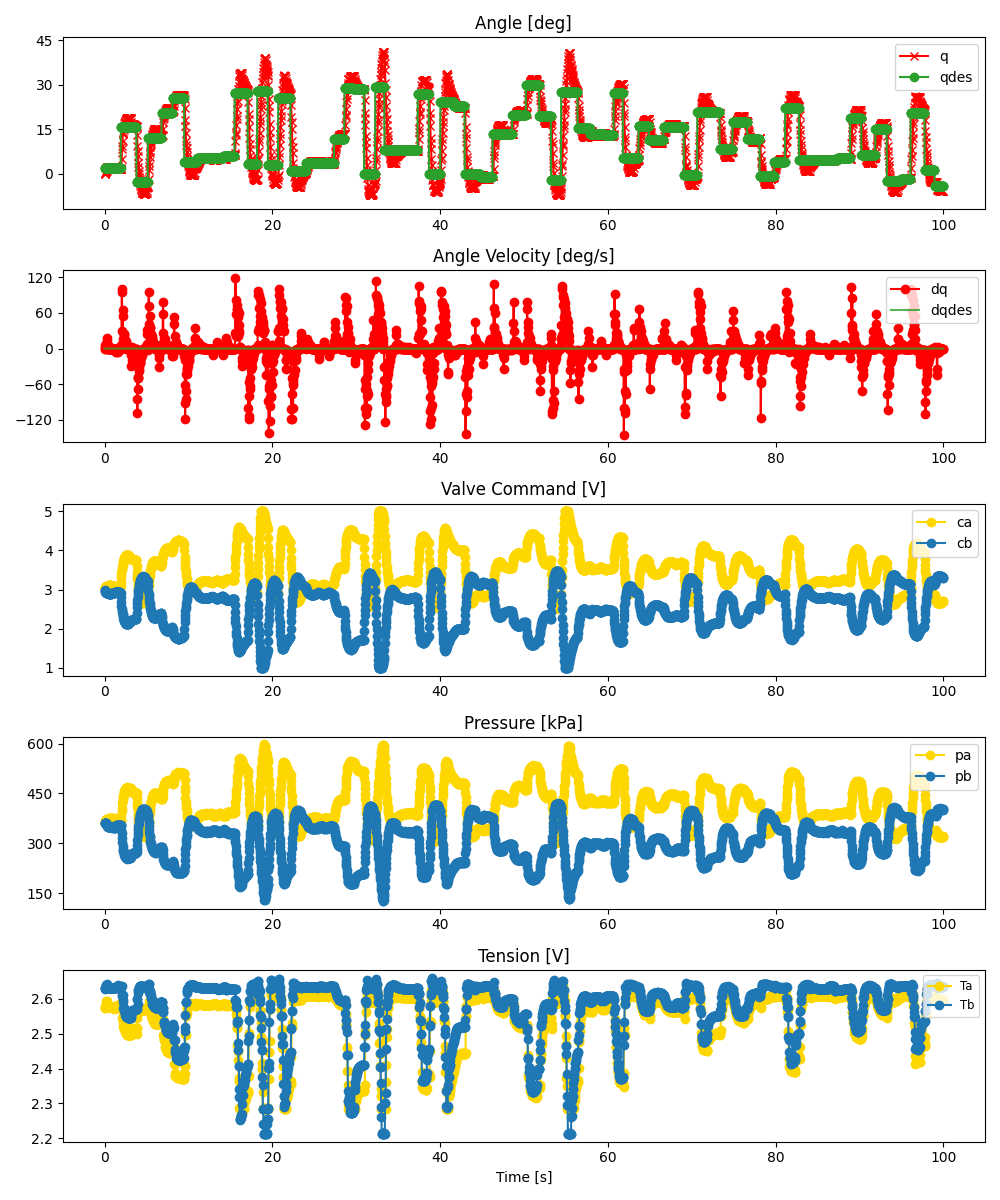 Angle [deg]
45
30
15
0
q
qdes
0 20 40 60 80 100
Angle Velocity [deg/s]
120
60
0
−60
−120
dq
dqdes
0 20 40 60 80 100
Valve Command [V]
5
4
3
2
1
ca
cb
0 20 40 60 80 100
Pressure [kPa]
600
450
300
150
pa
pb
0 20 40 60 80 100
Tension [V]
2.6
2.5
2.4
2.3
2.2
Ta
Tb
0 20 40 60 80 100
Time [s]